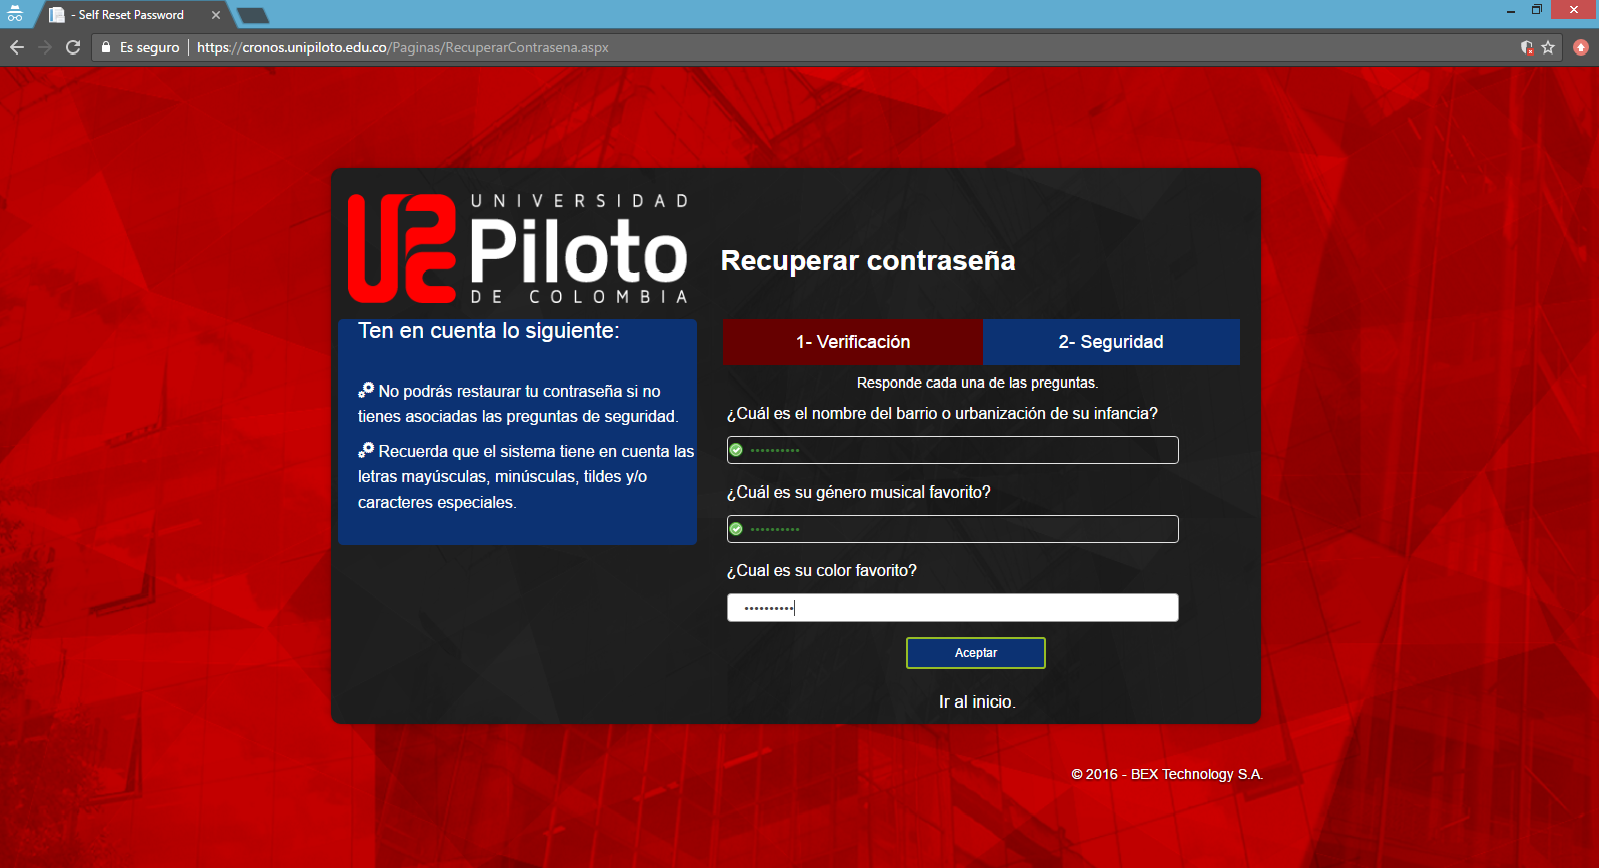 - Self Reset Password
Es seguro
https://cronos.unipiloto.edu.co/Paginas/RecuperarContrasena.aspx
UNIVERSIDAD
Piloto
DE COLOMBIA
Recuperar contraseña
Ten en cuenta lo siguiente:
No podrás restaurar tu contraseña si no
tienes asociadas las preguntas de seguridad.
Recuerda que el sistema tiene en cuenta las
letras mayúsculas, minúsculas, tildes y/o
caracteres especiales.
1- Verificación
2- Seguridad
Responde cada una de las preguntas.
¿Cuál es el nombre del barrio o urbanización de su infancia?
••••••••••
¿Cuál es su género musical favorito?
••••••••••
¿Cual es su color favorito?
••••••••••
Aceptar
Ir al inicio.
© 2016 - BEX Technology S.A.